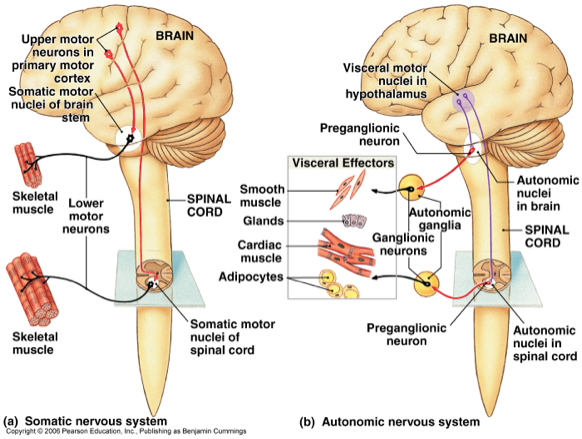 Upper motor
neurons in
primary motor
cortex
BRAIN
Somatic motor
nuclei of brain
stem
Skeletal
muscle
Lower
motor
neurons
SPINAL
CORD
Skeletal
muscle
Somatic motor
nuclei of
spinal cord
(a) Somatic nervous system
BRAIN
Visceral motor
nuclei in
hypothalamus
Preganglionic
neuron
Visceral Effectors
Smooth
muscle
Glands
Cardiac
muscle
Adipocytes
Autonomic
ganglia
Ganglionic
neurons
Autonomic
nuclei
in brain
SPINAL
CORD
Preganglionic
neuron
Autonomic
nuclei in
spinal cord
(b) Autonomic nervous system
Copyright © 2006 Pearson Education, Inc., Publishing as Benjamin Cummings